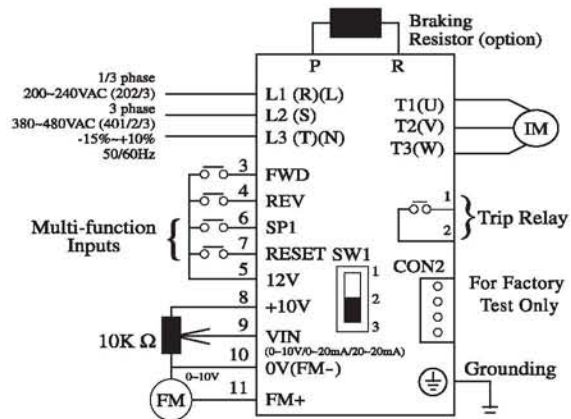 Braking
Resistor (option)
P R
1/3 phase
200~240VAC (202/3)
3 phase
380~480VAC (401/2/3)
-15%~+10%
50/60Hz
L1 (R)(L)
L2 (S)
L3 (T)(N)
T1(U)
T2(V)
T3(W)
IM
Multi-function
Inputs
3 FWD
4 REV
6 SP1
7 RESET
5 12V
SW1
1
2
3
1
2
Trip Relay
CON2
For Factory
Test Only
10K Ω
8 +10V
9 VIN
(0~10V/0~20mA/20~20mA)
10 0V(FM-)
0~10V
FM
11 FM+
Grounding